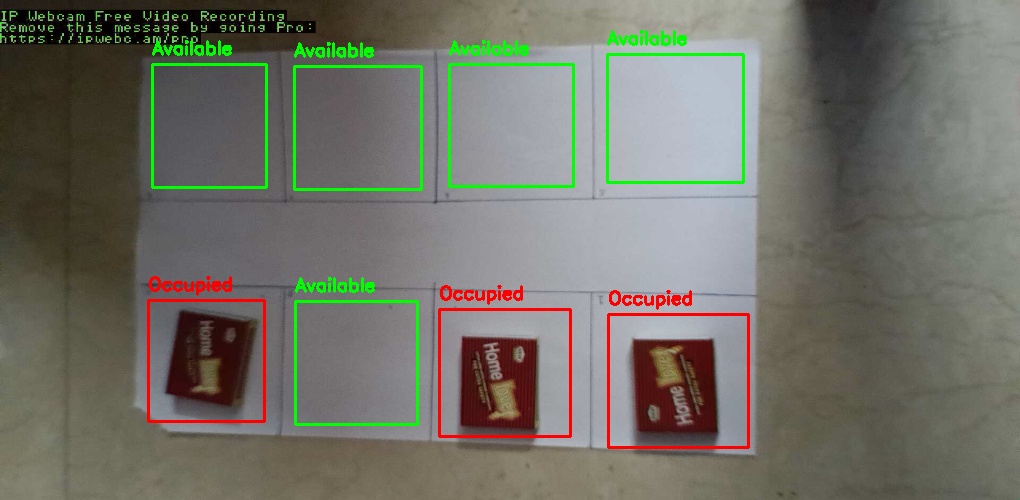 IP Webcam Free Video Recording
Remove this message by going Pro:
https://ipwebc.am/pro
Available
Available
Available
Available
Occupied
Available
Occupied
Occupied
Home
Home
Home